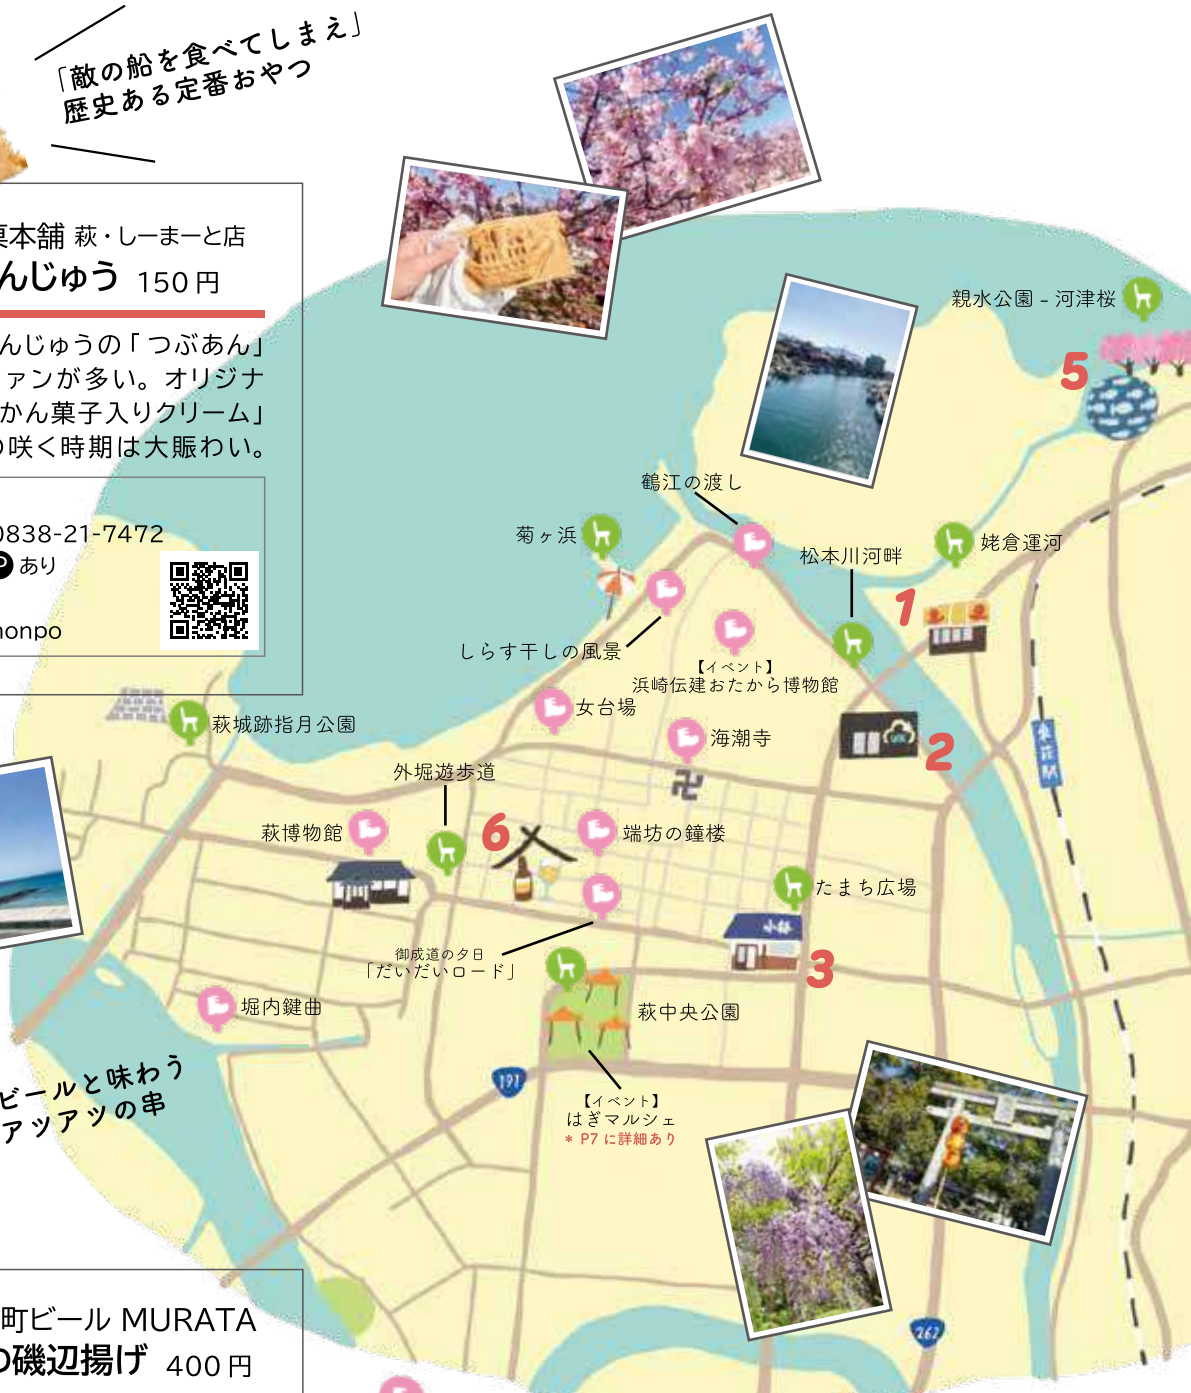 「敵の船を食べてしまえ」
歴史ある定番おやつ
菓本舗 萩・しーまーと店
んじゅう 150円
んじゅうの「つぶあん」
ァンが多い。オリジナ
かん菓子入りクリーム」
の咲く時期は大賑わい。
0838-21-7472
P あり
honpo
親水公園 - 河津桜
5
鶴江の渡し
菊ヶ浜
松本川河畔
姥倉運河
1
しらす干しの風景
【イベント】
浜崎伝建おたから博物館
女台場
萩城跡指月公園
海潮寺
2
東萩駅
外堀遊歩道
萩博物館
6
端坊の鐘楼
卍
たまち広場
御成道の夕日
「だいだいロード」
3
堀内鍵曲
萩中央公園
191
【イベント】
はぎマルシェ
* P7 に詳細あり
ビールと味わう
アツアツの串
町ビール MURATA
の磯辺揚げ 400円
262